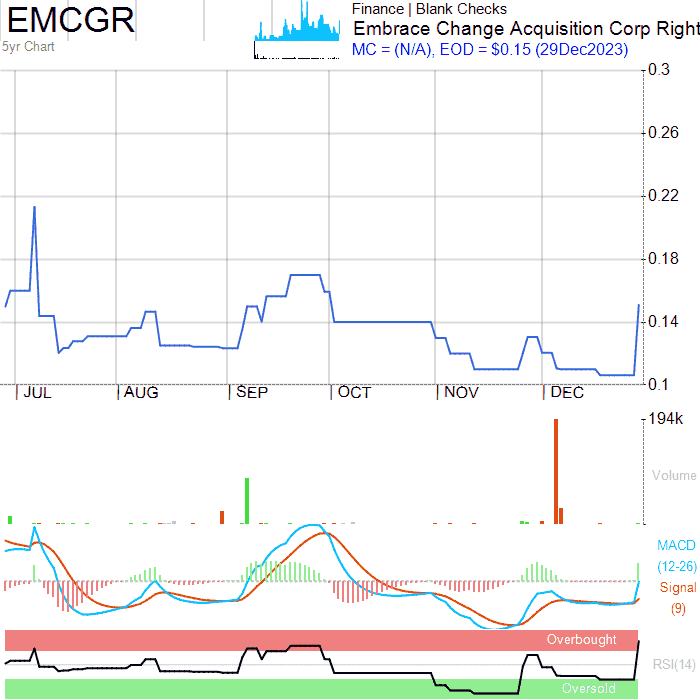 EMCGR
5yr Chart
Finance | Blank Checks
Embrace Change Acquisition Corp Right
MC = (N/A), EOD = $0.15 (29Dec2023)
0.3
0.26
0.22
0.18
0.14
0.1
JUL AUG SEP OCT NOV DEC
194k
Volume
MACD
(12-26)
Signal
(9)
Overbought
RSI(14)
Oversold